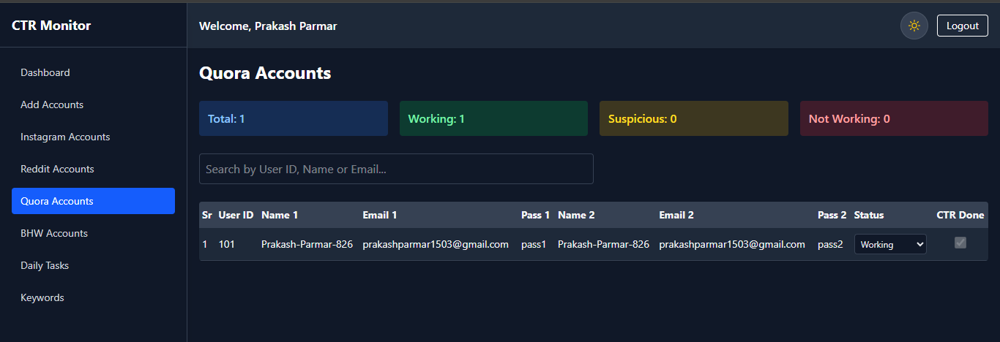 CTR Monitor
Welcome, Prakash Parmar
Logout
Dashboard
Add Accounts
Instagram Accounts
Reddit Accounts
Quora Accounts
BHW Accounts
Daily Tasks
Keywords
Quora Accounts
Total: 1
Working: 1
Suspicious: 0
Not Working: 0
Search by User ID, Name or Email...
Sr User ID Name 1 Email 1 Pass 1 Name 2 Email 2 Pass 2 Status CTR Done
1 101 Prakash-Parmar-826 prakashparmar1503@gmail.com pass1 Prakash-Parmar-826 prakashparmar1503@gmail.com pass2 Working